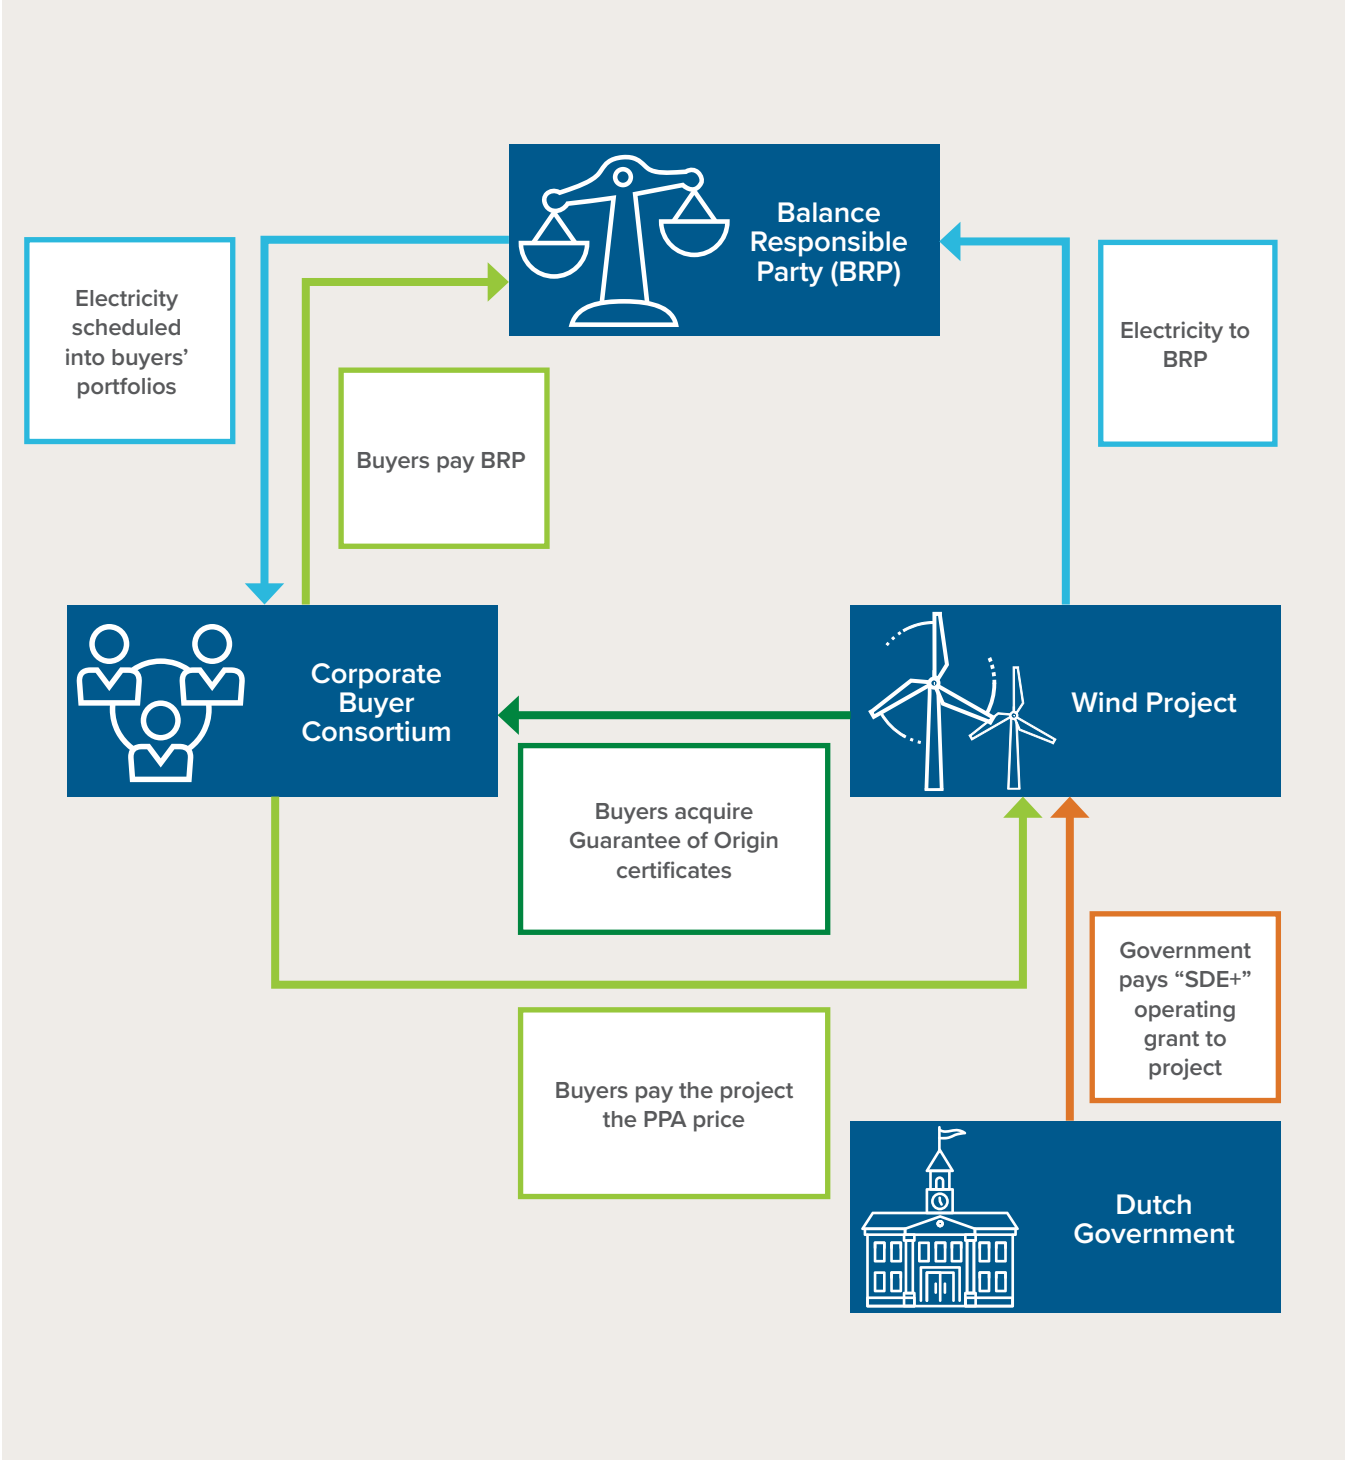 Balance
Responsible
Party (BRP)
Electricity
scheduled
into buyers’
portfolios
Electricity to
BRP
Buyers pay BRP
Corporate
Buyer
Consortium
Wind Project
Buyers acquire
Guarantee of Origin
certificates
Government
pays “SDE+”
operating
grant to
project
Buyers pay the project
the PPA price
Dutch
Government